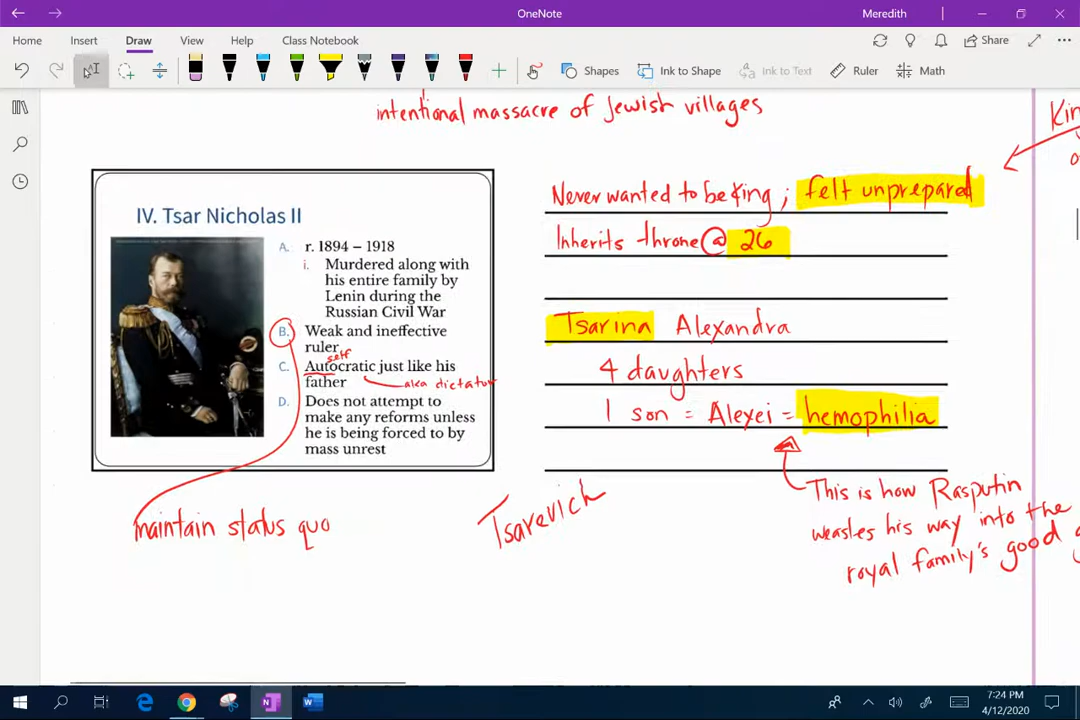 OneNote
Meredith
Home
Insert
Draw
View
Help
Class Notebook
Share
Shapes
Ink to Shape
Ink to Text
Ruler
Math
intentional massacre of Jewish villages
IV. Tsar Nicholas II
A. r. 1894 – 1918
i. Murdered along with
his entire family by
Lenin during the
Russian Civil War
B. Weak and ineffective
ruler
self
C. Autocratic just like his
father
aka dictator
D. Does not attempt to
make any reforms unless
he is being forced to by
mass unrest
maintain status quo
Never wanted to be King ; felt unprepared
Inherits throne @ 26
Tsarina Alexandra
4 daughters
1 son = Alexei = hemophilia
Tsarevich
This is how Rasputin
weasles his way into the
royal family's good
7:24 PM
4/12/2020